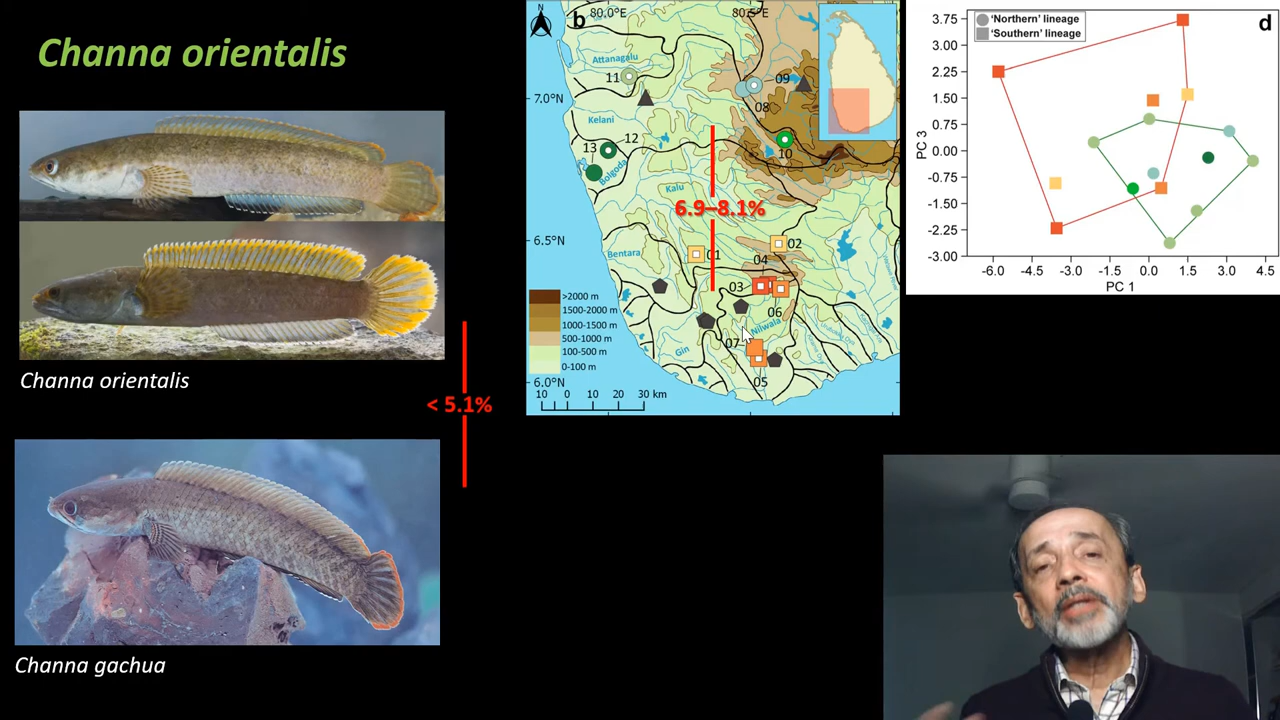 Channa orientalis
Channa orientalis
< 5.1%
Channa gachua
N
b
80.0°E
80.5°E
7.0°N
6.5°N
6.0°N
Attanagalu
11
09
08
Kelani
12
13
Bolgoda
10
Kalu
6.9–8.1%
02
01
Bentara
04
03
06
Nilwala
07
Gin
05
>2000 m
1500-2000 m
1000-1500 m
500-1000 m
100-500 m
0-100 m
10 0 10 20 30 km
d
'Northern' lineage
'Southern' lineage
PC 3
3.75
3.00
2.25
1.50
0.75
0.00
-0.75
-1.50
-2.25
-3.00
-6.0 -4.5 -3.0 -1.5 0.0 1.5 3.0 4.5
PC 1